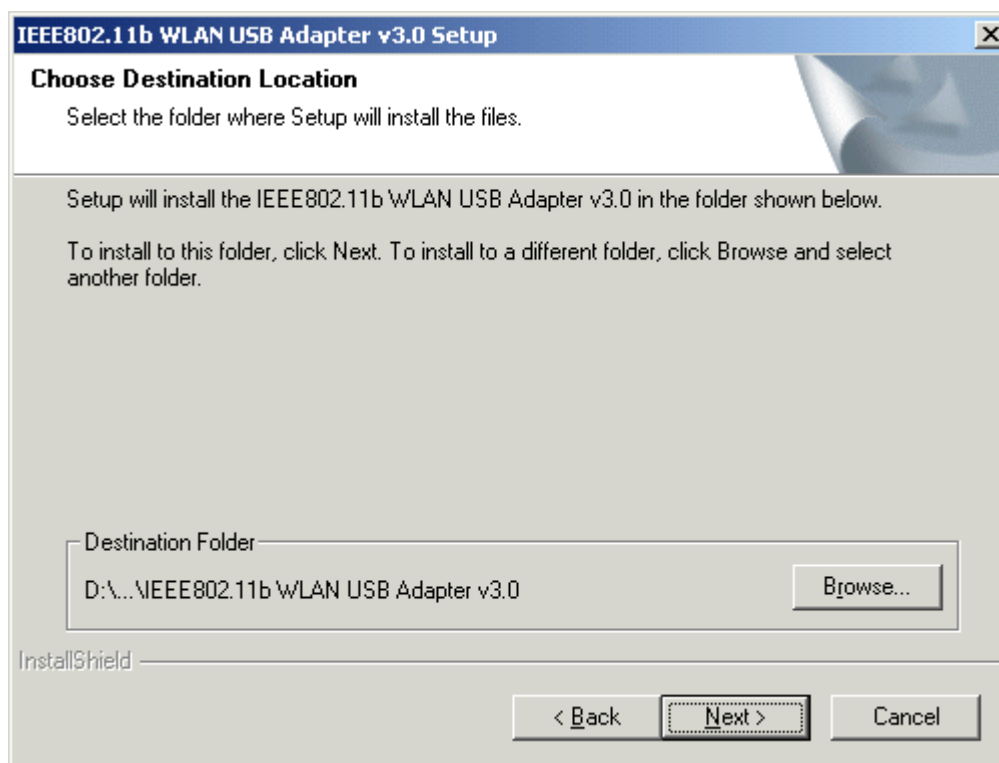 IEEE802.11b WLAN USB Adapter v3.0 Setup
Choose Destination Location
Select the folder where Setup will install the files.
Setup will install the IEEE802.11b WLAN USB Adapter v3.0 in the folder shown below.
To install to this folder, click Next. To install to a different folder, click Browse and select
another folder.
Destination Folder
D:\...\IEEE802.11b WLAN USB Adapter v3.0
Browse...
InstallShield
< Back
Next >
Cancel